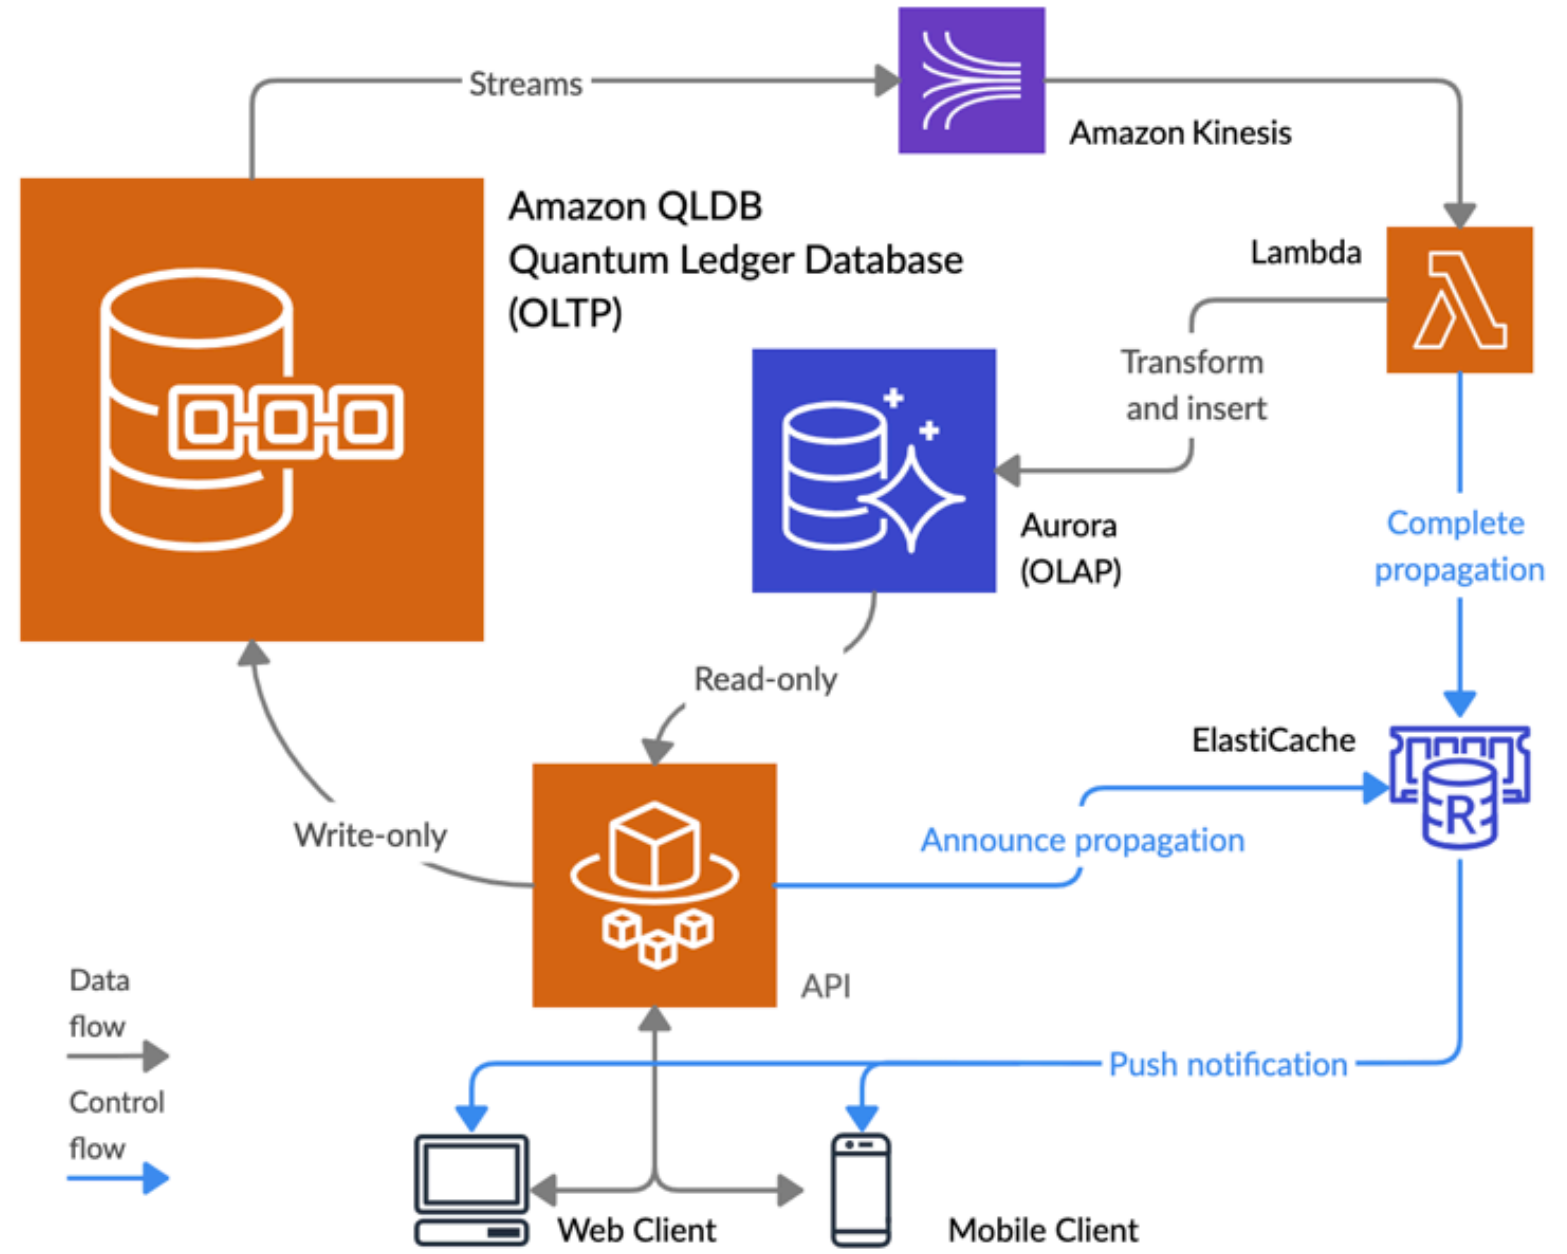 Streams
Amazon Kinesis
Amazon QLDB
Quantum Ledger Database
(OLTP)
Lambda
Transform
and insert
Aurora
(OLAP)
Complete
propagation
Read-only
ElastiCache
Write-only
Announce propagation
R
API
Data
flow
Control
flow
Push notification
Web Client
Mobile Client